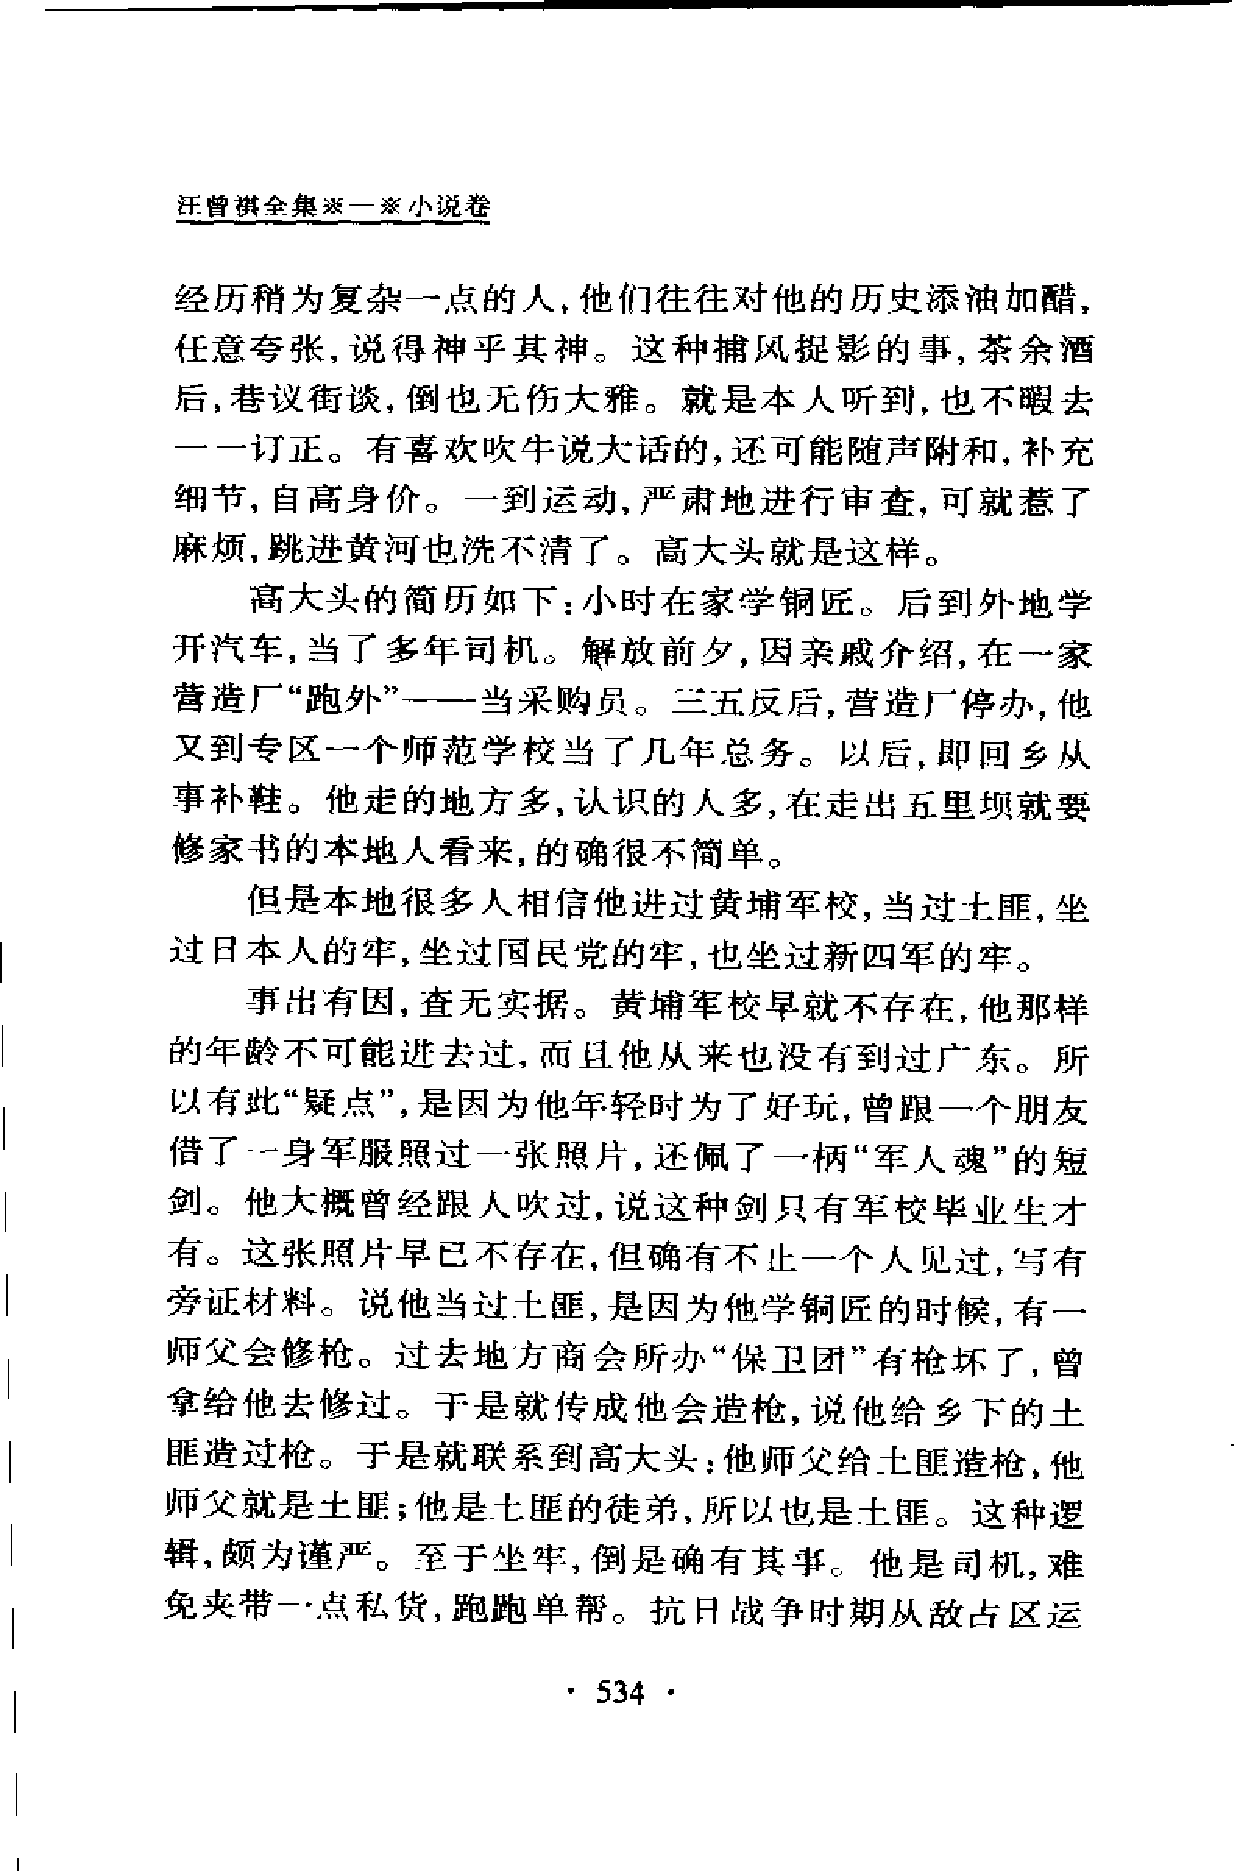 汪曾祺全集※一※小说卷
经历稍为复杂一点的人,他们往往对他的历史添油加醋,
任意夸张,说得神乎其神。这种捕风捉影的事,茶余酒
后,巷议街谈,倒也无伤大雅。就是本人听到,也不暇去
一一订正。有喜欢吹牛说大话的,还可能随声附和,补充
细节,自高身价。一到运动,严肃地进行审查,可就惹了
麻烦,跳进黄河也洗不清了。高大头就是这样。
高大头的简历如下:小时在家学铜匠。后到外地学
开汽车,当了多年司机。解放前夕,因亲戚介绍,在一家
营造厂“跑外”——当采购员。三五反后,营造厂停办,他
又到专区一个师范学校当了几年总务。以后,即回乡从
事补鞋。他走的地方多,认识的人多,在走出五里坝就要
修家书的本地人看来,的确很不简单。
但是本地很多人相信他进过黄埔军校,当过土匪,坐
过日本人的牢,坐过国民党的牢,也坐过新四军的牢。
事出有因,查无实据。黄埔军校早就不存在,他那样
的年龄不可能进去过,而且他从来也没有到过广东。所
以有此“疑点”,是因为他年轻时为了好玩,曾跟一个朋友
借了一身军服照过一张照片,还佩了一柄“军人魂”的短
剑。他大概曾经跟人吹过,说这种剑只有军校毕业生才
有。这张照片早已不存在,但确有不止一个人见过,写有
旁证材料。说他当过土匪,是因为他学铜匠的时候,有一
师父会修枪。过去地方商会所办“保卫团”有枪坏了,曾
拿给他去修过。于是就传成他会造枪,说他给乡下的土
匪造过枪。于是就联系到高大头:他师父给土匪造枪,他
师父就是土匪;他是土匪的徒弟,所以也是土匪。这种逻
辑,颇为谨严。至于坐牢,倒是确有其事。他是司机,难
免夹带一点私货,跑跑单帮。抗日战争时期从敌占区运
· 534 ·